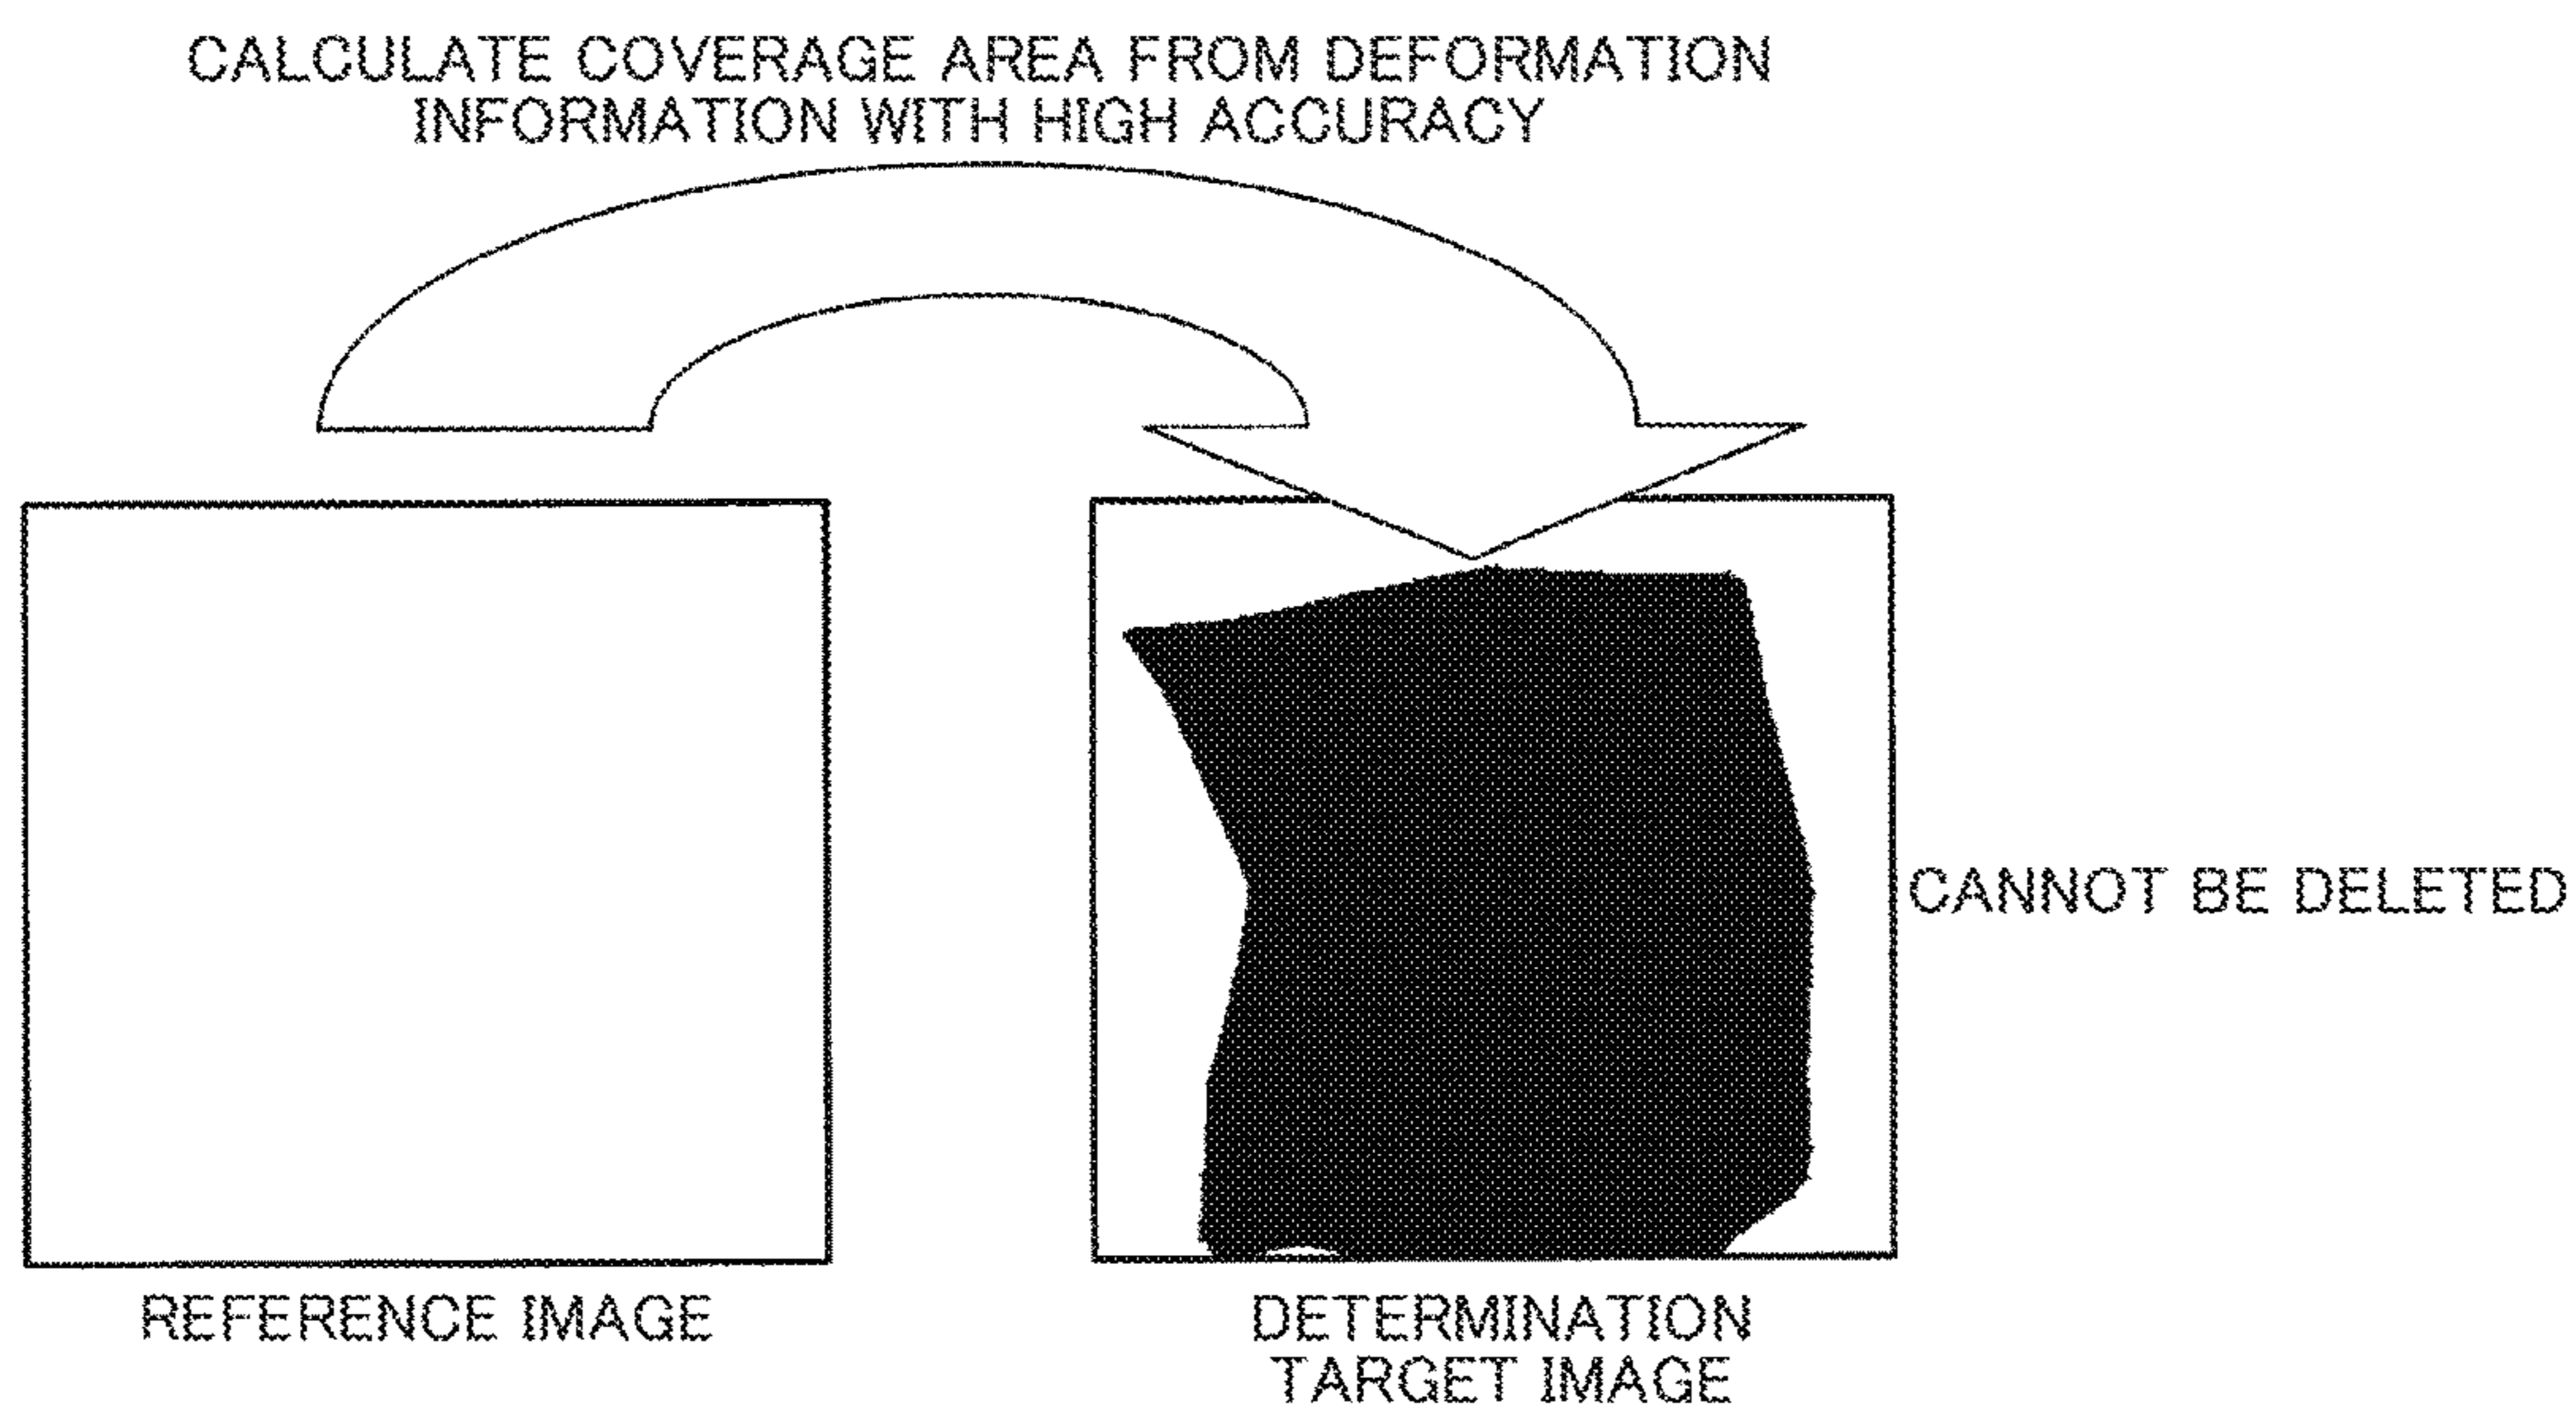 CALCULATE COVERAGE AREA FROM DEFORMATION
INFORMATION WITH HIGH ACCURACY
CANNOT BE DELETED
REFERENCE IMAGE
DETERMINATION
TARGET IMAGE